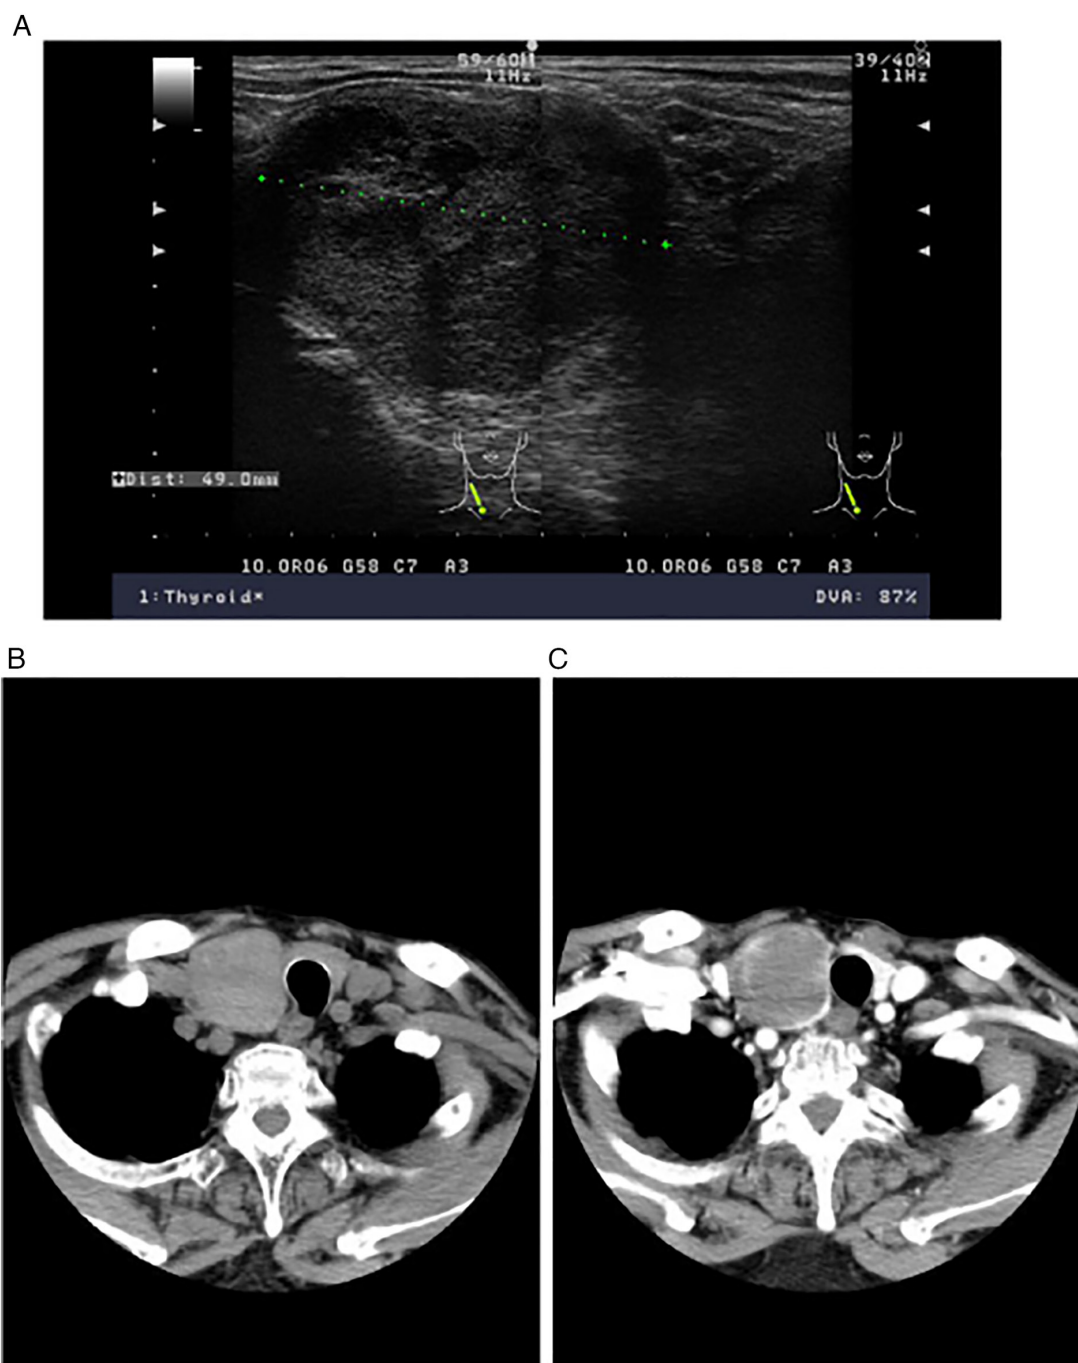 A
59/60
11Hz
39/40
11Hz
Dist: 49.0mm
10.0R06 G58 C7 A3
10.0R06 G58 C7 A3
1:Thyroid*
DVA: 87%
B
C